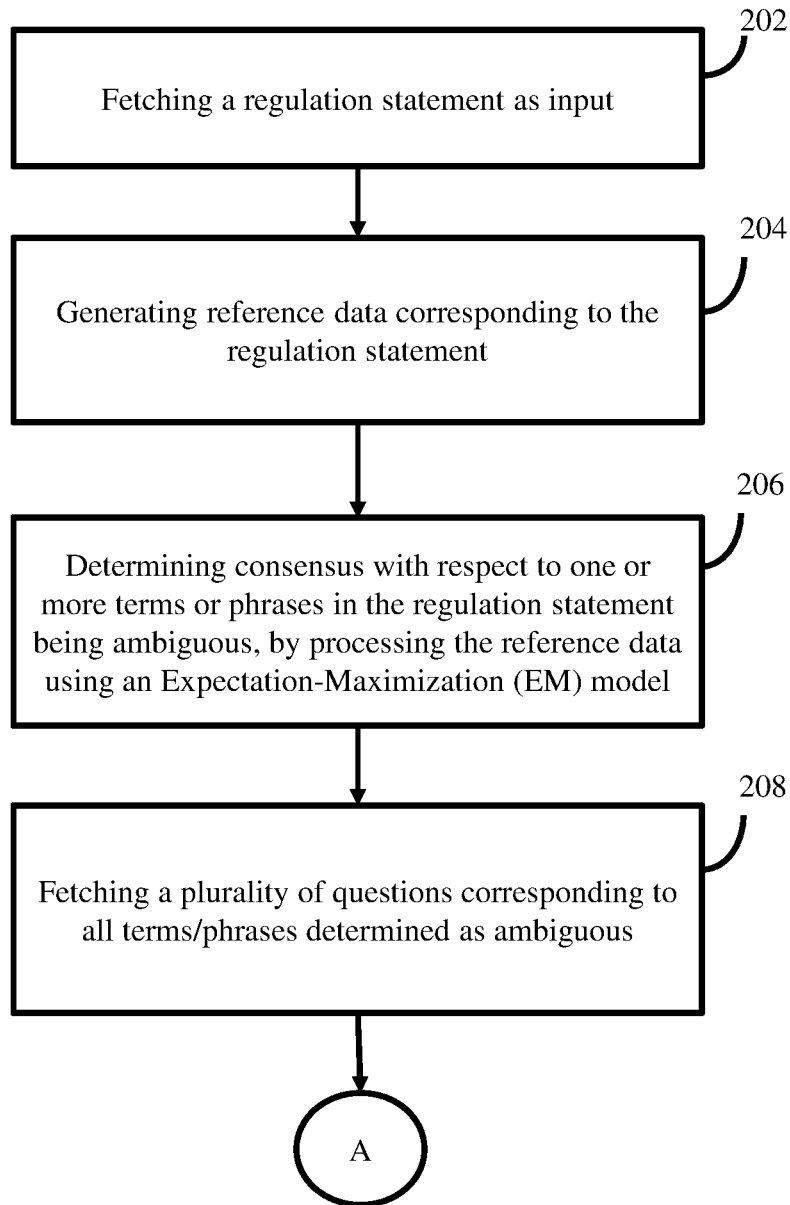 202
Fetching a regulation statement as input
204
Generating reference data corresponding to the
regulation statement
206
Determining consensus with respect to one or
more terms or phrases in the regulation statement
being ambiguous, by processing the reference data
using an Expectation-Maximization (EM) model
208
Fetching a plurality of questions corresponding to
all terms/phrases determined as ambiguous
A